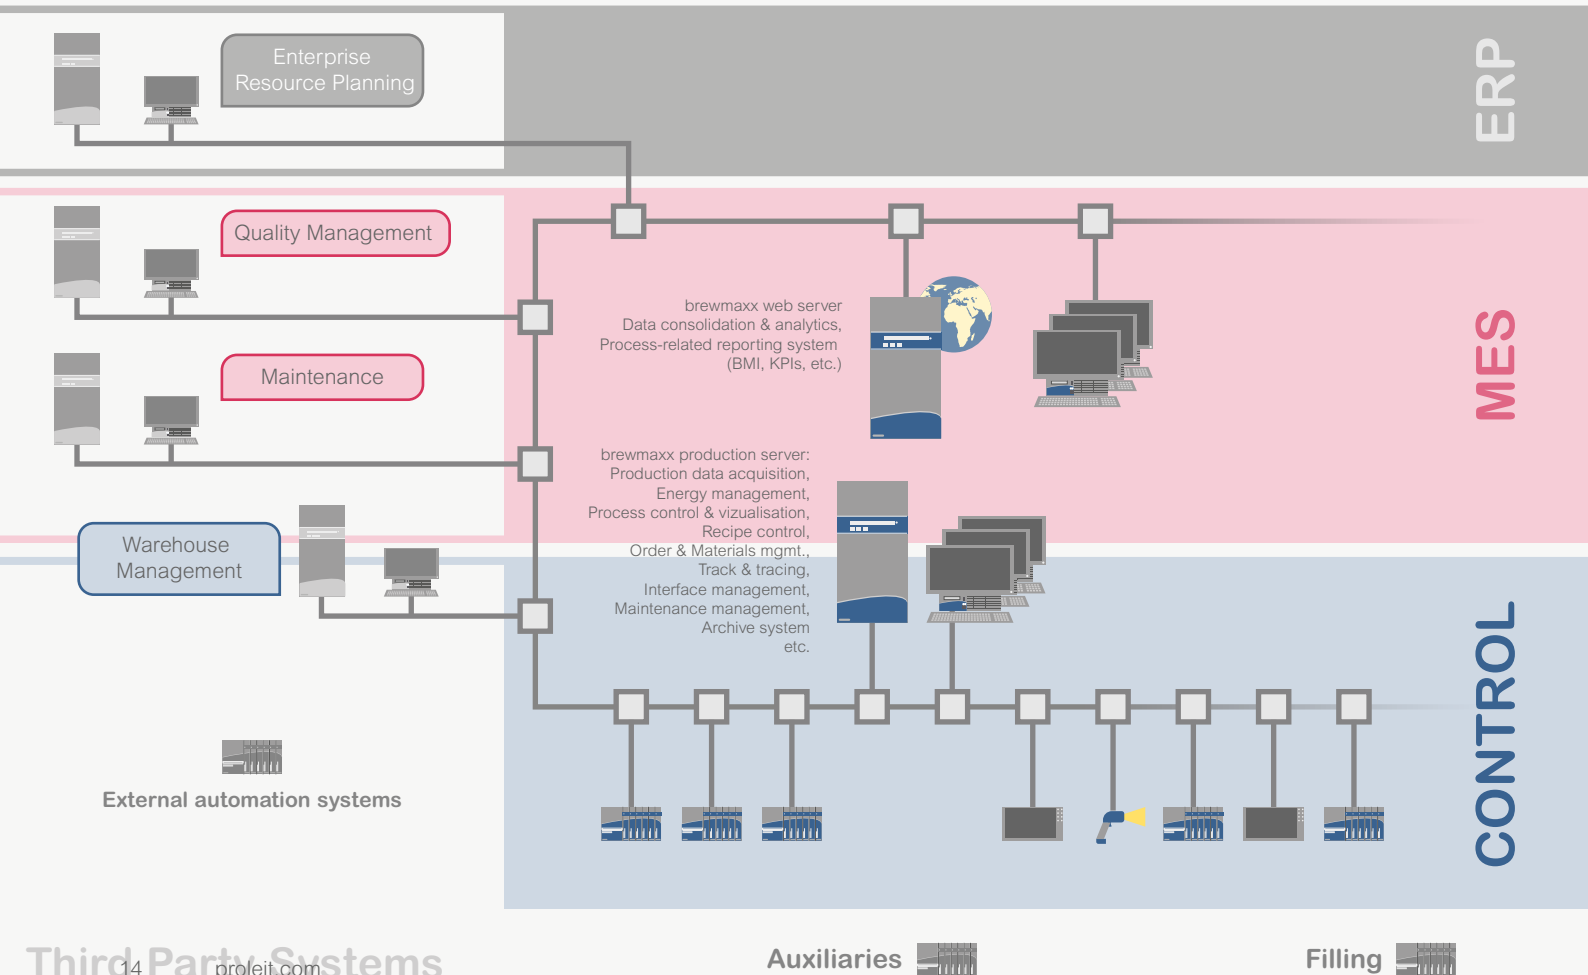 Enterprise
Resource Planning
ERP
Quality Management
Maintenance
Warehouse
Management
brewmaxx web server
Data consolidation & analytics,
Process-related reporting system
(BMI, KPIs, etc.)
MES
brewmaxx production server:
Production data acquisition,
Energy management,
Process control & vizualisation,
Recipe control,
Order & Materials mgmt.,
Track & tracing,
Interface management,
Maintenance management,
Archive system
etc.
CONTROL
External automation systems
Third Party Systems
14 proleit.com
Auxiliaries
Filling